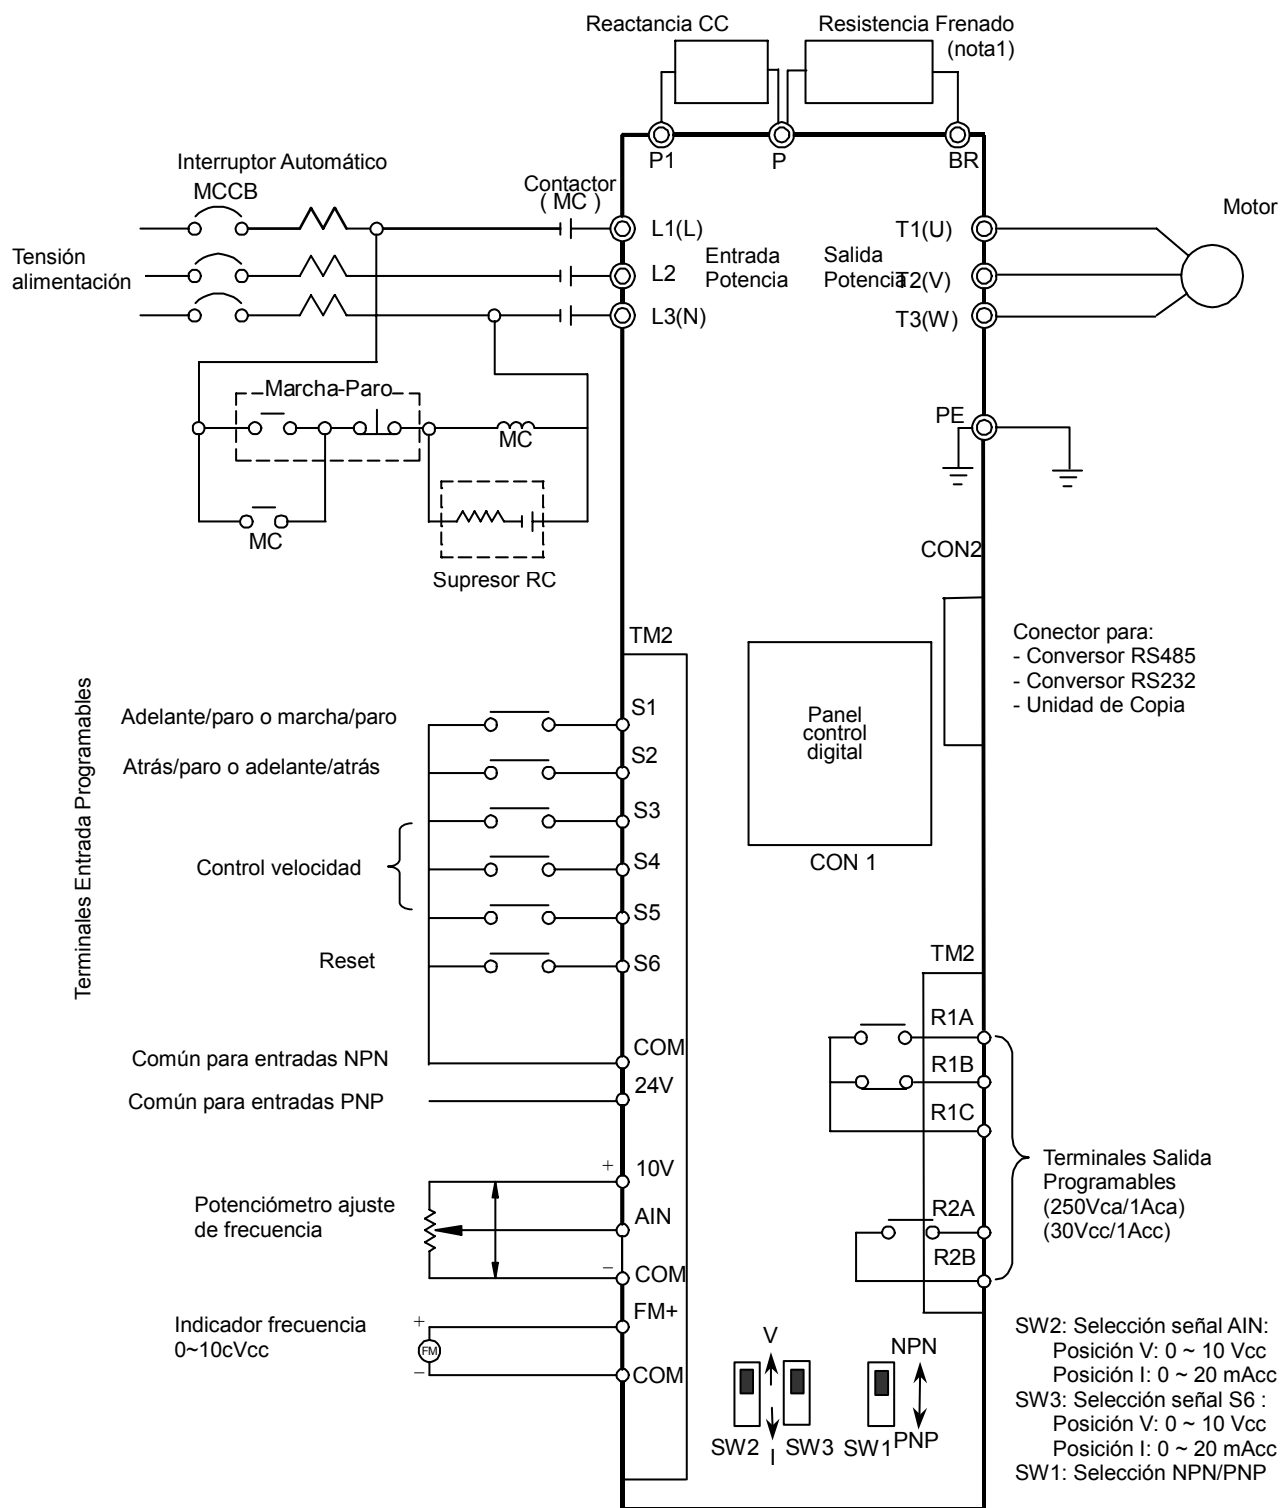 Reactancia CC
Resistencia Frenado
(nota1)
P1
P
BR
Interruptor Automático
MCCB
Contactor
( MC )
Motor
L1(L)
T1(U)
Tensión
alimentación
L2
Entrada
Potencia
Salida
Potencia
T2(V)
L3(N)
T3(W)
Marcha-Paro
MC
PE
MC
Supresor RC
CON2
TM2
Conector para:
- Conversor RS485
- Conversor RS232
- Unidad de Copia
Panel
control
digital
CON 1
Terminales Entrada Programables
Adelante/paro o marcha/paro
S1
Atrás/paro o adelante/atrás
S2
S3
Control velocidad
S4
S5
Reset
S6
TM2
R1A
R1B
R1C
Común para entradas NPN
COM
24V
Común para entradas PNP
+
10V
Potenciómetro ajuste
de frecuencia
AIN
–
COM
R2A
R2B
Terminales Salida
Programables
(250Vca/1Aca)
(30Vcc/1Acc)
Indicador frecuencia
0~10cVcc
+
FM+
FM
–
COM
V
I
SW2
SW3
SW1
NPN
PNP
SW2: Selección señal AIN:
Posición V: 0 ~ 10 Vcc
Posición I: 0 ~ 20 mAcc
SW3: Selección señal S6 :
Posición V: 0 ~ 10 Vcc
Posición I: 0 ~ 20 mAcc
SW1: Selección NPN/PNP